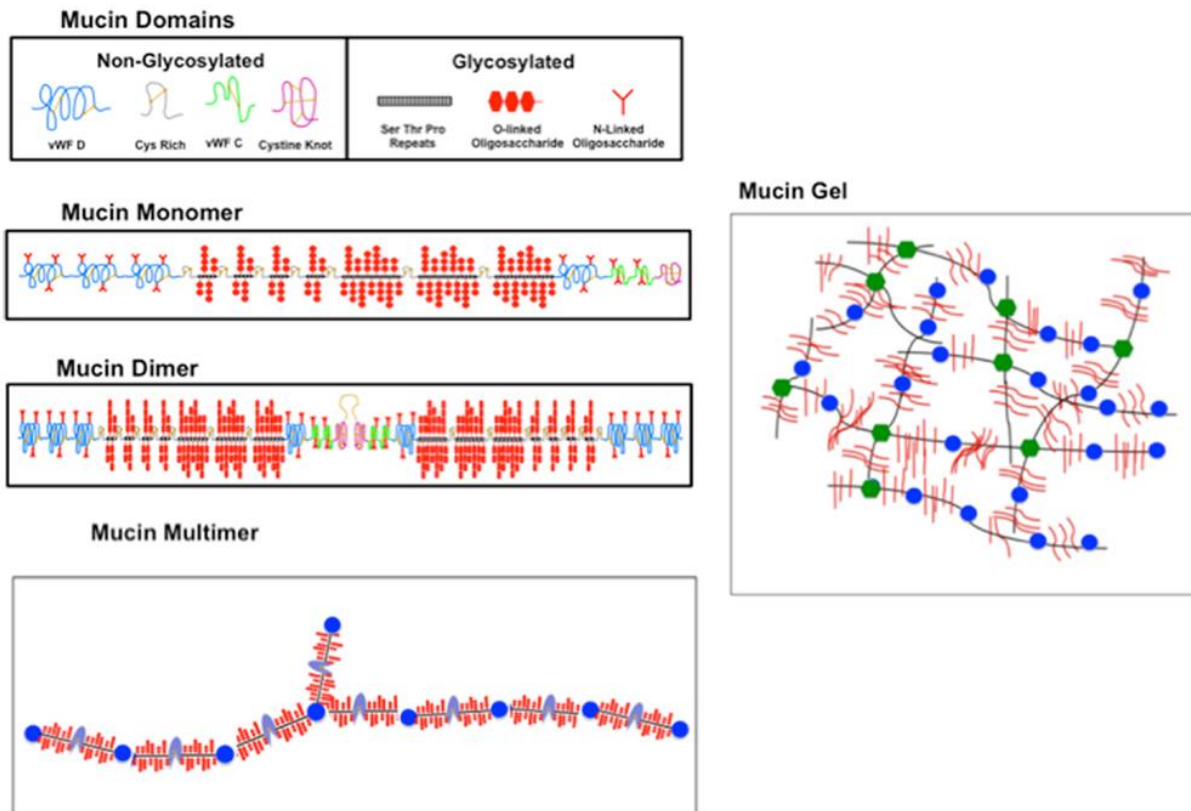 Mucin Domains
Non-Glycosylated
Glycosylated
vWF D
Cys Rich
vWF C
Cystine Knot
Ser Thr Pro
Repeats
O-linked
Oligosaccharide
N-Linked
Oligosaccharide
Mucin Monomer
Mucin Dimer
Mucin Multimer
Mucin Gel